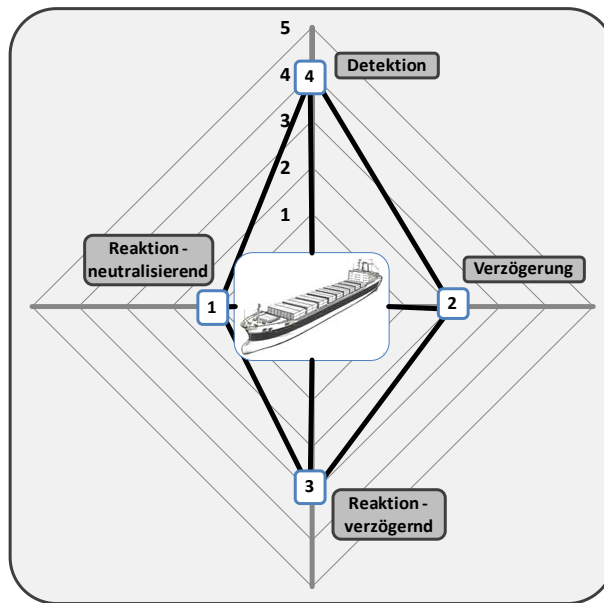 5
Detektion
4
4
3
2
1
Reaktion -
neutralisierend
Verzögerung
1
2
3
Reaktion -
verzögernd